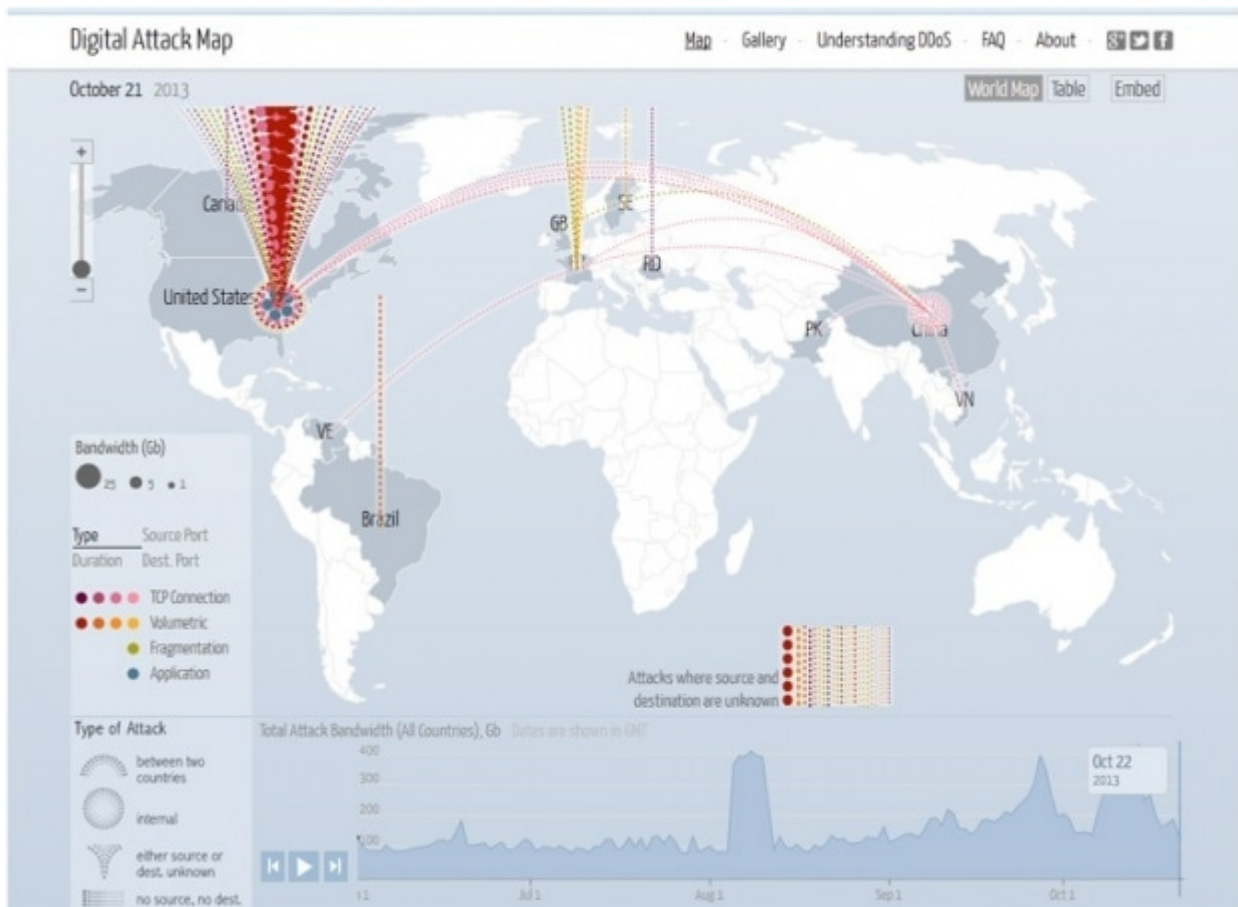 Digital Attack Map
Map - Gallery - Understanding DDoS - FAQ - About -
October 21 2013
World Map Table Embed
SE
GB
RO
United States
PK
China
VN
VE
Brazil
Bandwidth (Gb)
25 5 1
Type Source Port
Duration Dest. Port
TCP Connection
Volumetric
Fragmentation
Application
Attacks where source and
destination are unknown
Type of Attack
between two
countries
internal
either source or
dest. unknown
no source, no dest.
Total Attack Bandwidth (All Countries), Gb Dates are shown in GMT
400
300
200
100
Oct 22
2013
Jul 1 Aug 1 Sep 1 Oct 1